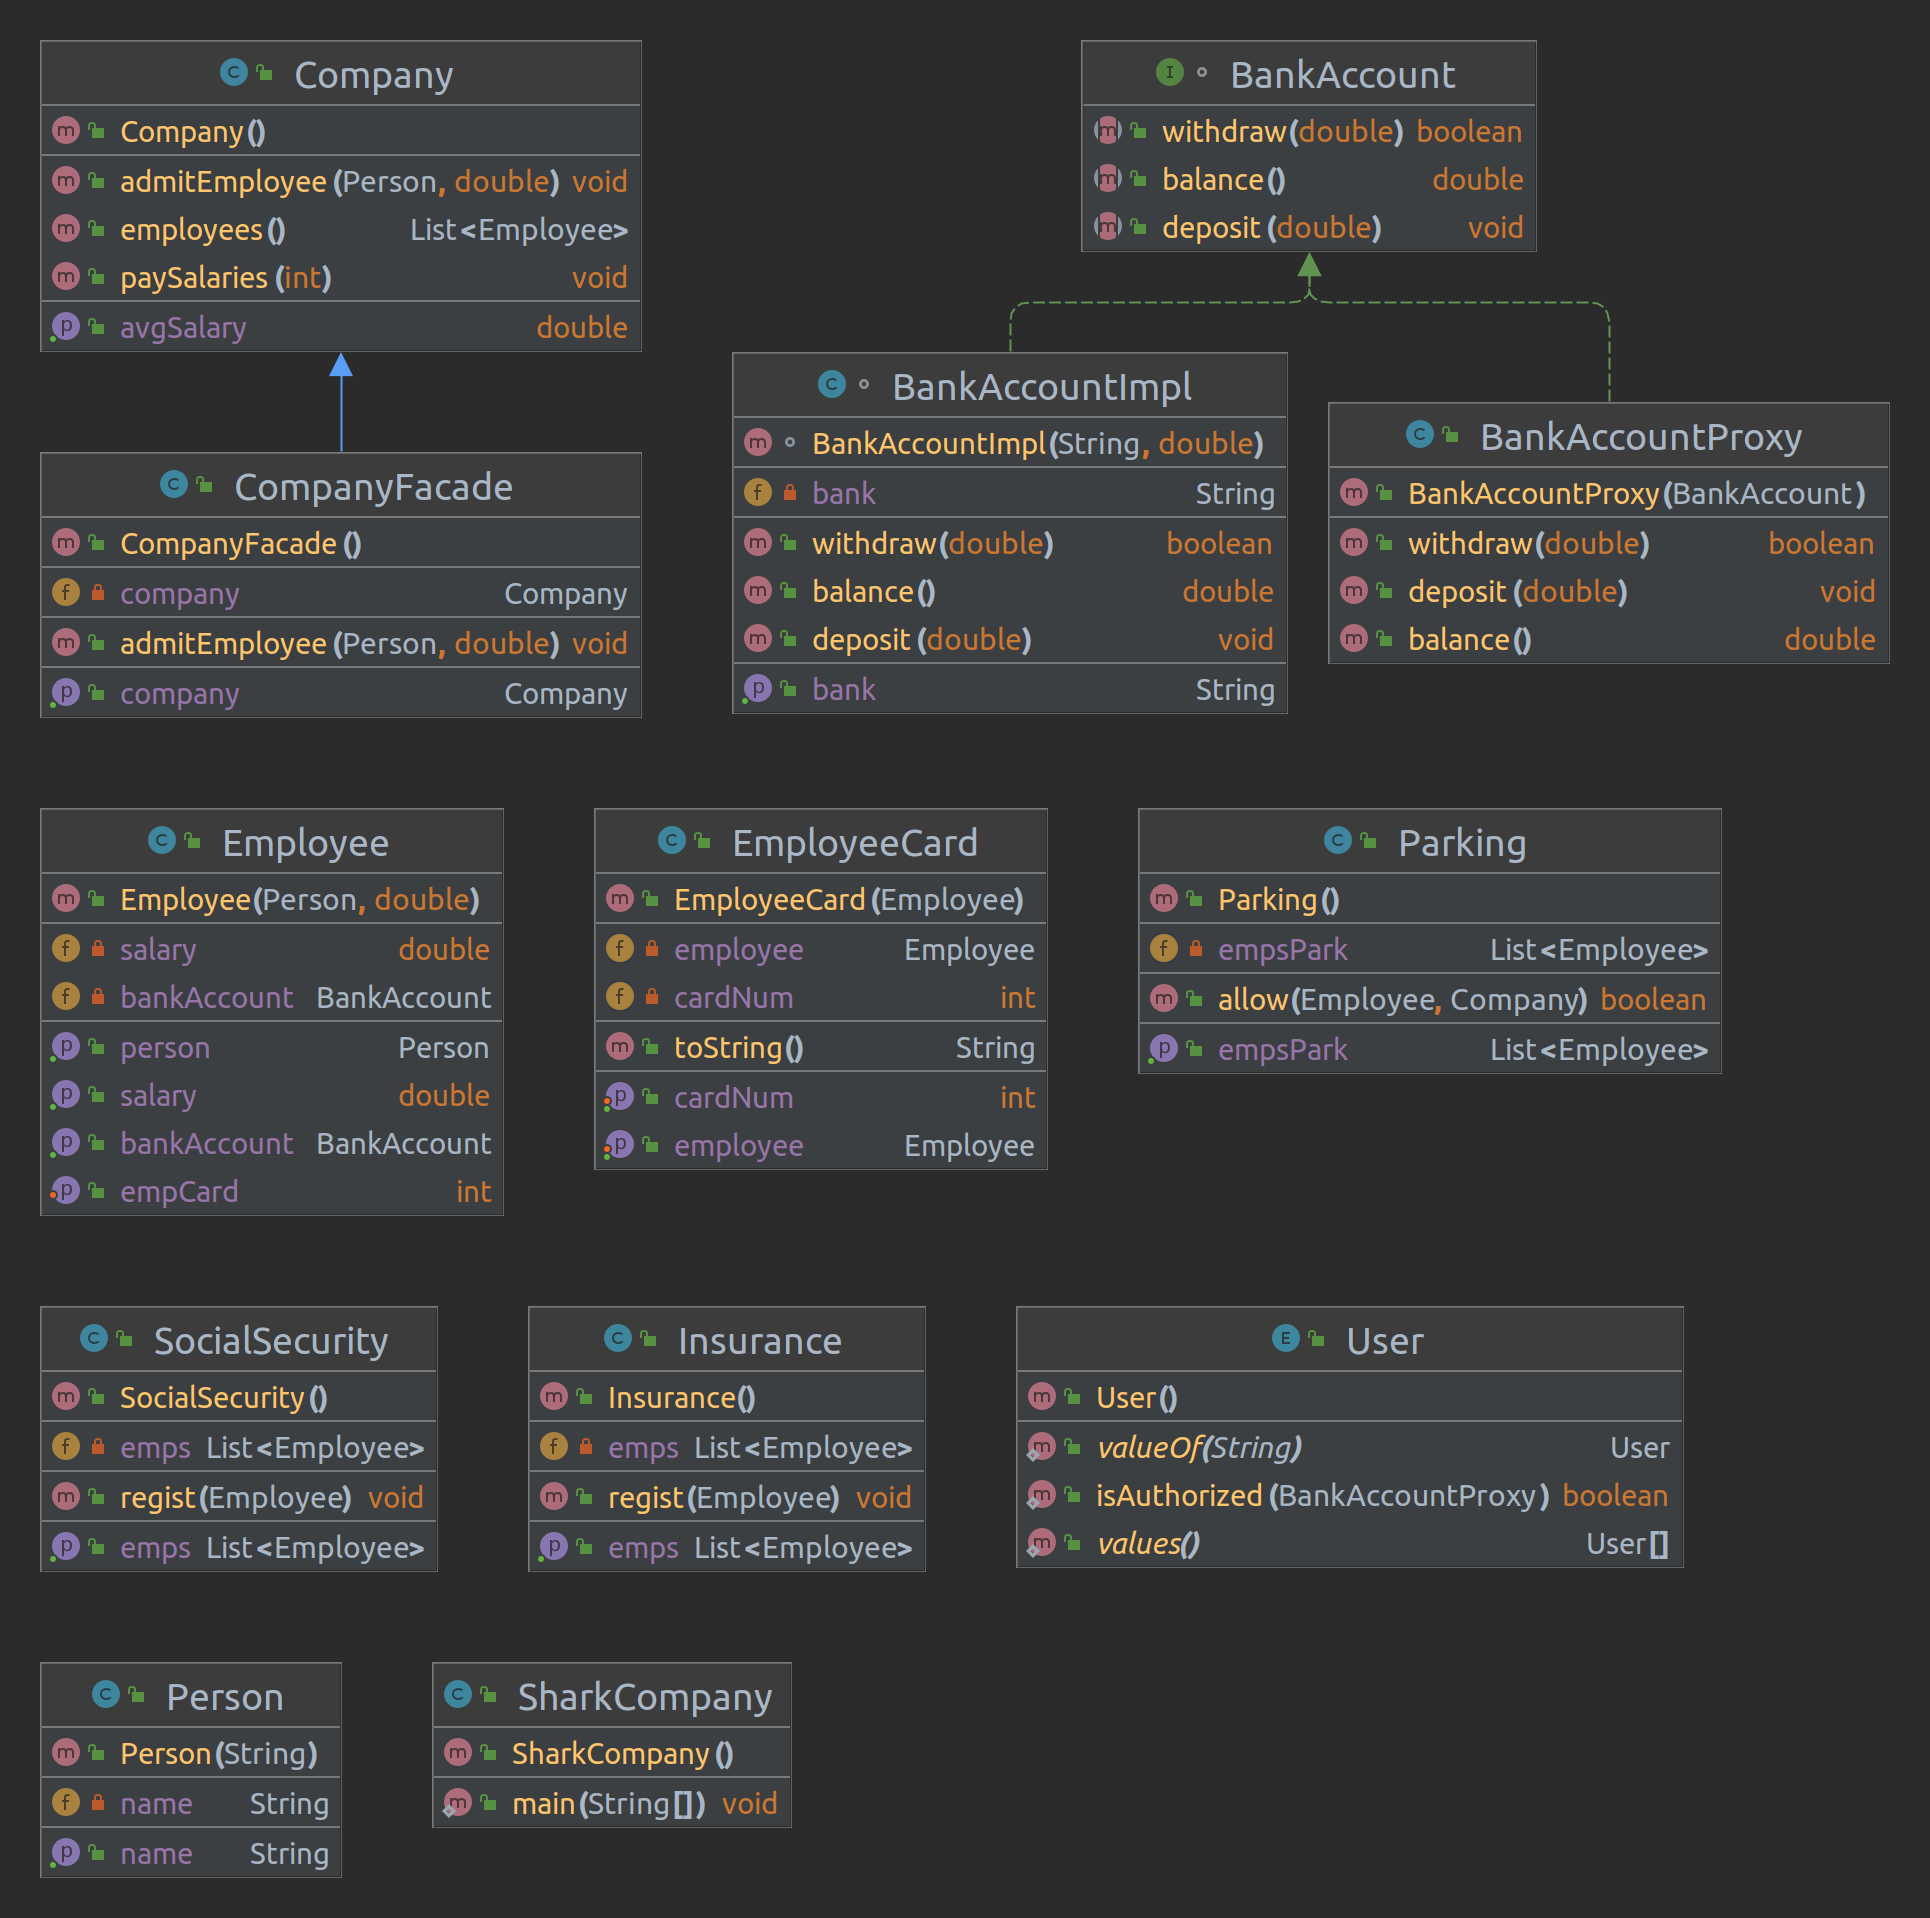 Company
Company()
admitEmployee(Person, double) void
employees() List<Employee>
paySalaries(int) void
avgSalary double
BankAccount
withdraw(double) boolean
balance() double
deposit(double) void
CompanyFacade
CompanyFacade()
company Company
admitEmployee(Person, double) void
company Company
BankAccountImpl
BankAccountImpl(String, double)
bank String
withdraw(double) boolean
balance() double
deposit(double) void
bank String
BankAccountProxy
BankAccountProxy(BankAccount)
withdraw(double) boolean
deposit(double) void
balance() double
Employee
Employee(Person, double)
salary double
bankAccount BankAccount
person Person
salary double
bankAccount BankAccount
empCard int
EmployeeCard
EmployeeCard(Employee)
employee Employee
cardNum int
toString() String
cardNum int
employee Employee
Parking
Parking()
empsPark List<Employee>
allow(Employee, Company) boolean
empsPark List<Employee>
SocialSecurity
SocialSecurity()
emps List<Employee>
regist(Employee) void
emps List<Employee>
Insurance
Insurance()
emps List<Employee>
regist(Employee) void
emps List<Employee>
User
User()
valueOf(String) User
isAuthorized(BankAccountProxy) boolean
values() User[]
Person
Person(String)
name String
name String
SharkCompany
SharkCompany()
main(String[]) void